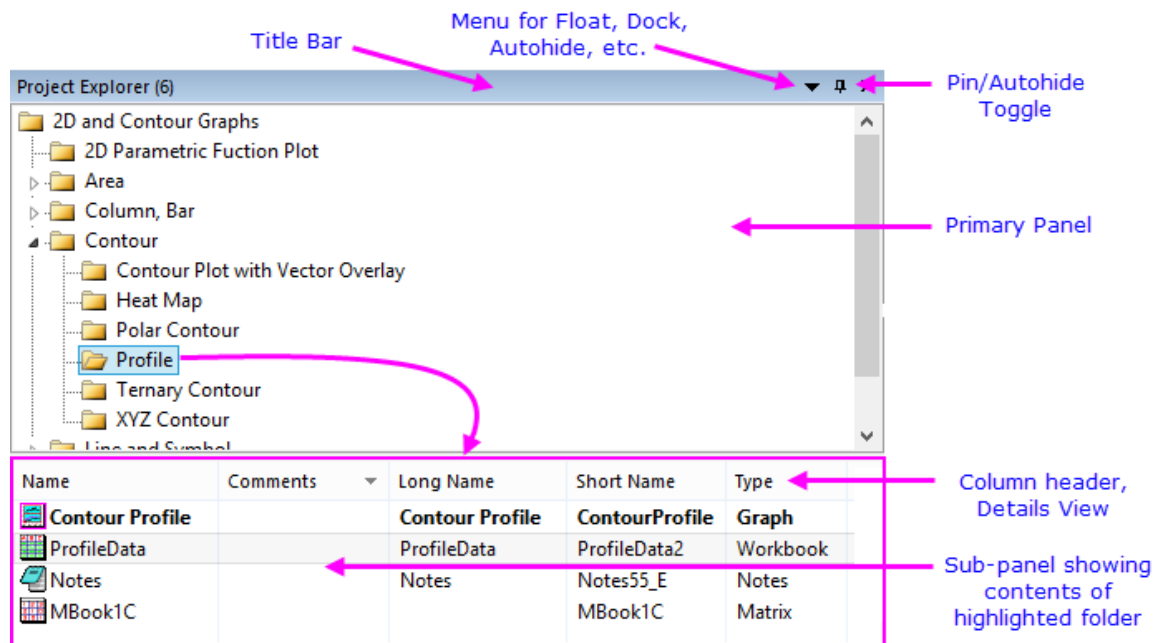 Menu for Float, Dock,
Autohide, etc.
Title Bar
Pin/Autohide
Toggle
Project Explorer (6)
2D and Contour Graphs
2D Parametric Fuction Plot
Area
Column, Bar
Primary Panel
Contour
Contour Plot with Vector Overlay
Heat Map
Polar Contour
Profile
Ternary Contour
XYZ Contour
Line and Symbol
Name Comments Long Name Short Name Type
Column header,
Details View
Contour Profile Contour Profile ContourProfile Graph
ProfileData ProfileData ProfileData2 Workbook
Notes Notes Notes55_E Notes
MBook1C MBook1C Matrix
Sub-panel showing
contents of
highlighted folder